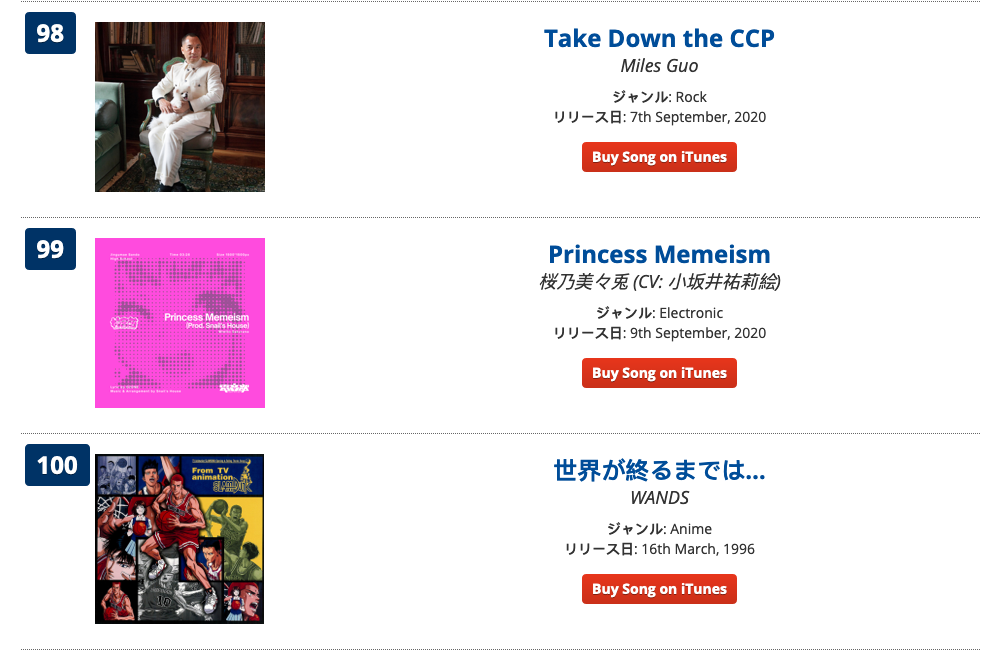 98
Take Down the CCP
Miles Guo
ジャンル: Rock
リリース日: 7th September, 2020
Buy Song on iTunes
99
Princess Memeism
(Prod. Snail's House)
Princess Memeism
桜乃美々兎 (CV: 小坂井祐莉絵)
ジャンル: Electronic
リリース日: 9th September, 2020
Buy Song on iTunes
100
From TV
animation
世界が終るまでは...
WANDS
ジャンル: Anime
リリース日: 16th March, 1996
Buy Song on iTunes